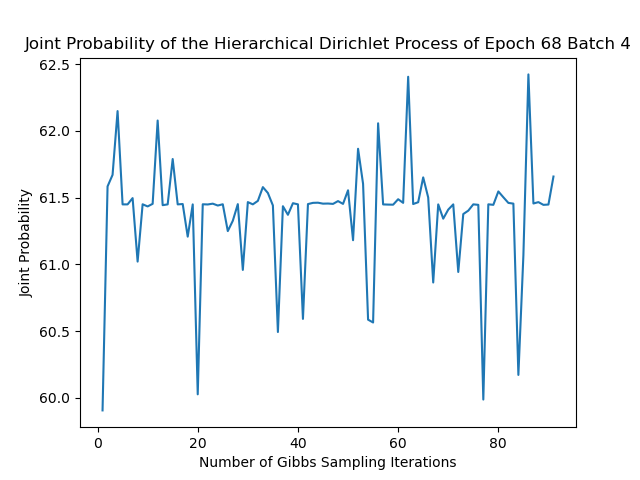 Joint Probability of the Hierarchical Dirichlet Process of Epoch 68 Batch 4
62.5
62.0
61.5
61.0
60.5
60.0
Joint Probability
0 20 40 60 80
Number of Gibbs Sampling Iterations